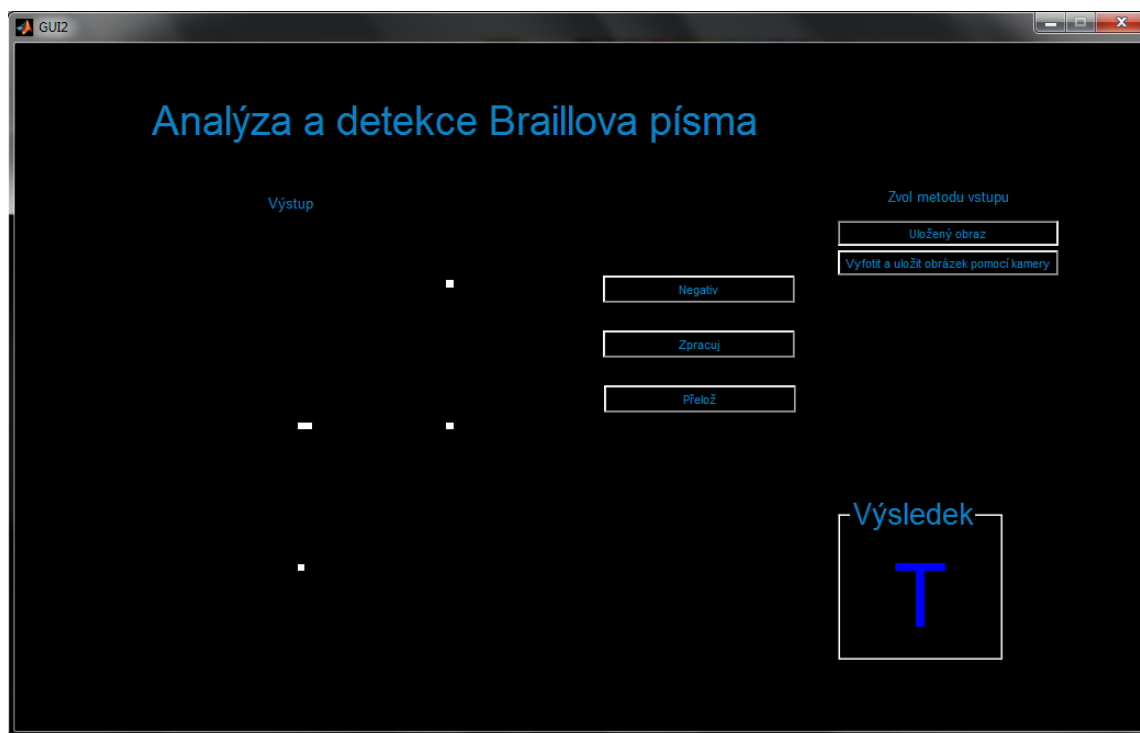 GUI2
Analýza a detekce Braillova písma
Výstup
Zvol metodu vstupu
Uložený obraz
Vyfotit a uložit obrázek pomocí kamery
Negativ
Zpracuj
Přelož
Výsledek
T